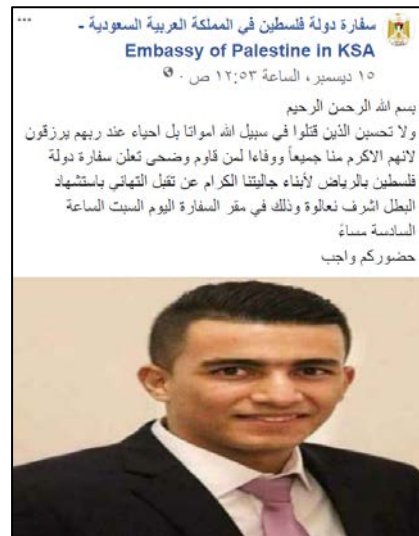 سفارة دولة فلسطين في المملكة العربية السعودية -
Embassy of Palestine in KSA
١٥ ديسمبر، الساعة ١٢:٥٣ ص ·
بسم الله الرحمن الرحيم
ولا تحسبن الذين قتلوا في سبيل الله امواتا بل احياء عند ربهم يرزقون
لانهم الاكرم منا جميعاً ووفاءا لمن قاوم وضحى تعلن سفارة دولة
فلسطين بالرياض لأبناء جاليتنا الكرام عن تقبل التهاني باستشهاد
البطل اشرف نعالوة وذلك في مقر السفارة اليوم السبت الساعة
السادسة مساءً
حضوركم واجب